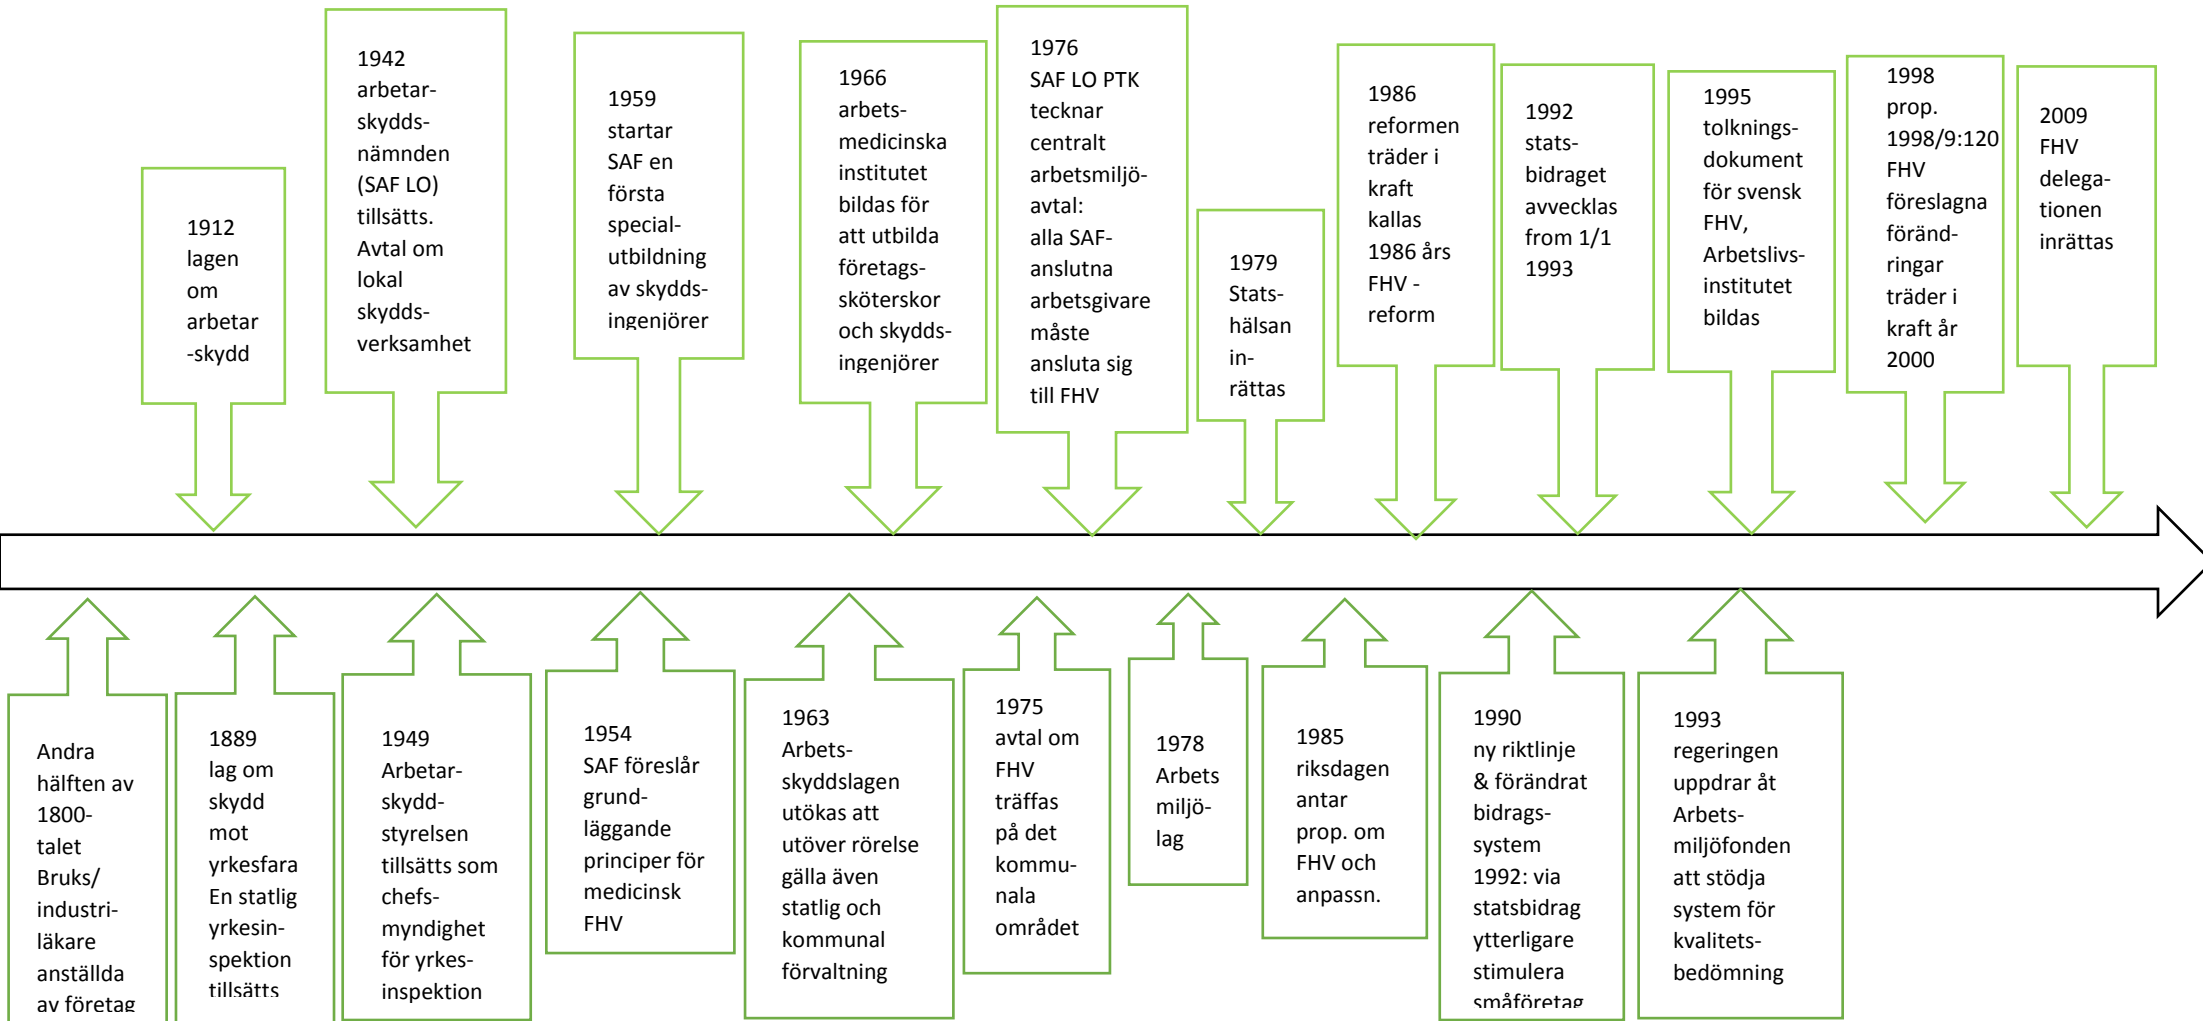 1912
lagen
om
arbetar
-skydd
1942
arbetar-
skydds-
nämnden
(SAF LO)
tillsätts.
Avtal om
lokal
skydds-
verksamhet
1959
startar
SAF en
första
special-
utbildning
av skydds-
ingenjörer
1966
arbets-
medicinska
institutet
bildas för
att utbilda
företags-
sköterskor
och skydds-
ingenjörer
1976
SAF LO PTK
tecknar
centralt
arbetsmiljö-
avtal:
alla SAF-
anslutna
arbetsgivare
måste
ansluta sig
till FHV
1979
Stats-
hälsan
in-
rättas
1986
reformen
träder i
kraft
kallas
1986 års
FHV -
reform
1992
stats-
bidraget
avvecklas
from 1/1
1993
1995
tolknings-
dokument
för svensk
FHV,
Arbetslivs-
institutet
bildas
1998
prop.
1998/9:120
FHV
föreslagna
föränd-
ringar
träder i
kraft år
2000
2009
FHV
delega-
tionen
inrättas
Andra
hälften av
1800-
talet
Bruks/
industri-
läkare
anställda
av företag
1889
lag om
skydd
mot
yrkesfara
En statlig
yrkesin-
spektion
tillsätts
1949
Arbetar-
skydd-
styrelsen
tillsätts som
chefs-
myndighet
för yrkes-
inspektion
1954
SAF föreslår
grund-
läggande
principer för
medicinsk
FHV
1963
Arbets-
skyddslagen
utökas att
utöver rörelse
gälla även
statlig och
kommunal
förvaltning
1975
avtal om
FHV
träffas
på det
kommu-
nala
området
1978
Arbets
miljö-
lag
1985
riksdagen
antar
prop. om
FHV och
anpassn.
1990
ny riktlinje
& förändrat
bidrags-
system
1992: via
statsbidrag
ytterligare
stimulera
småföretag
1993
regeringen
uppdrar åt
Arbets-
miljöfonden
att stödja
system för
kvalitets-
bedömning